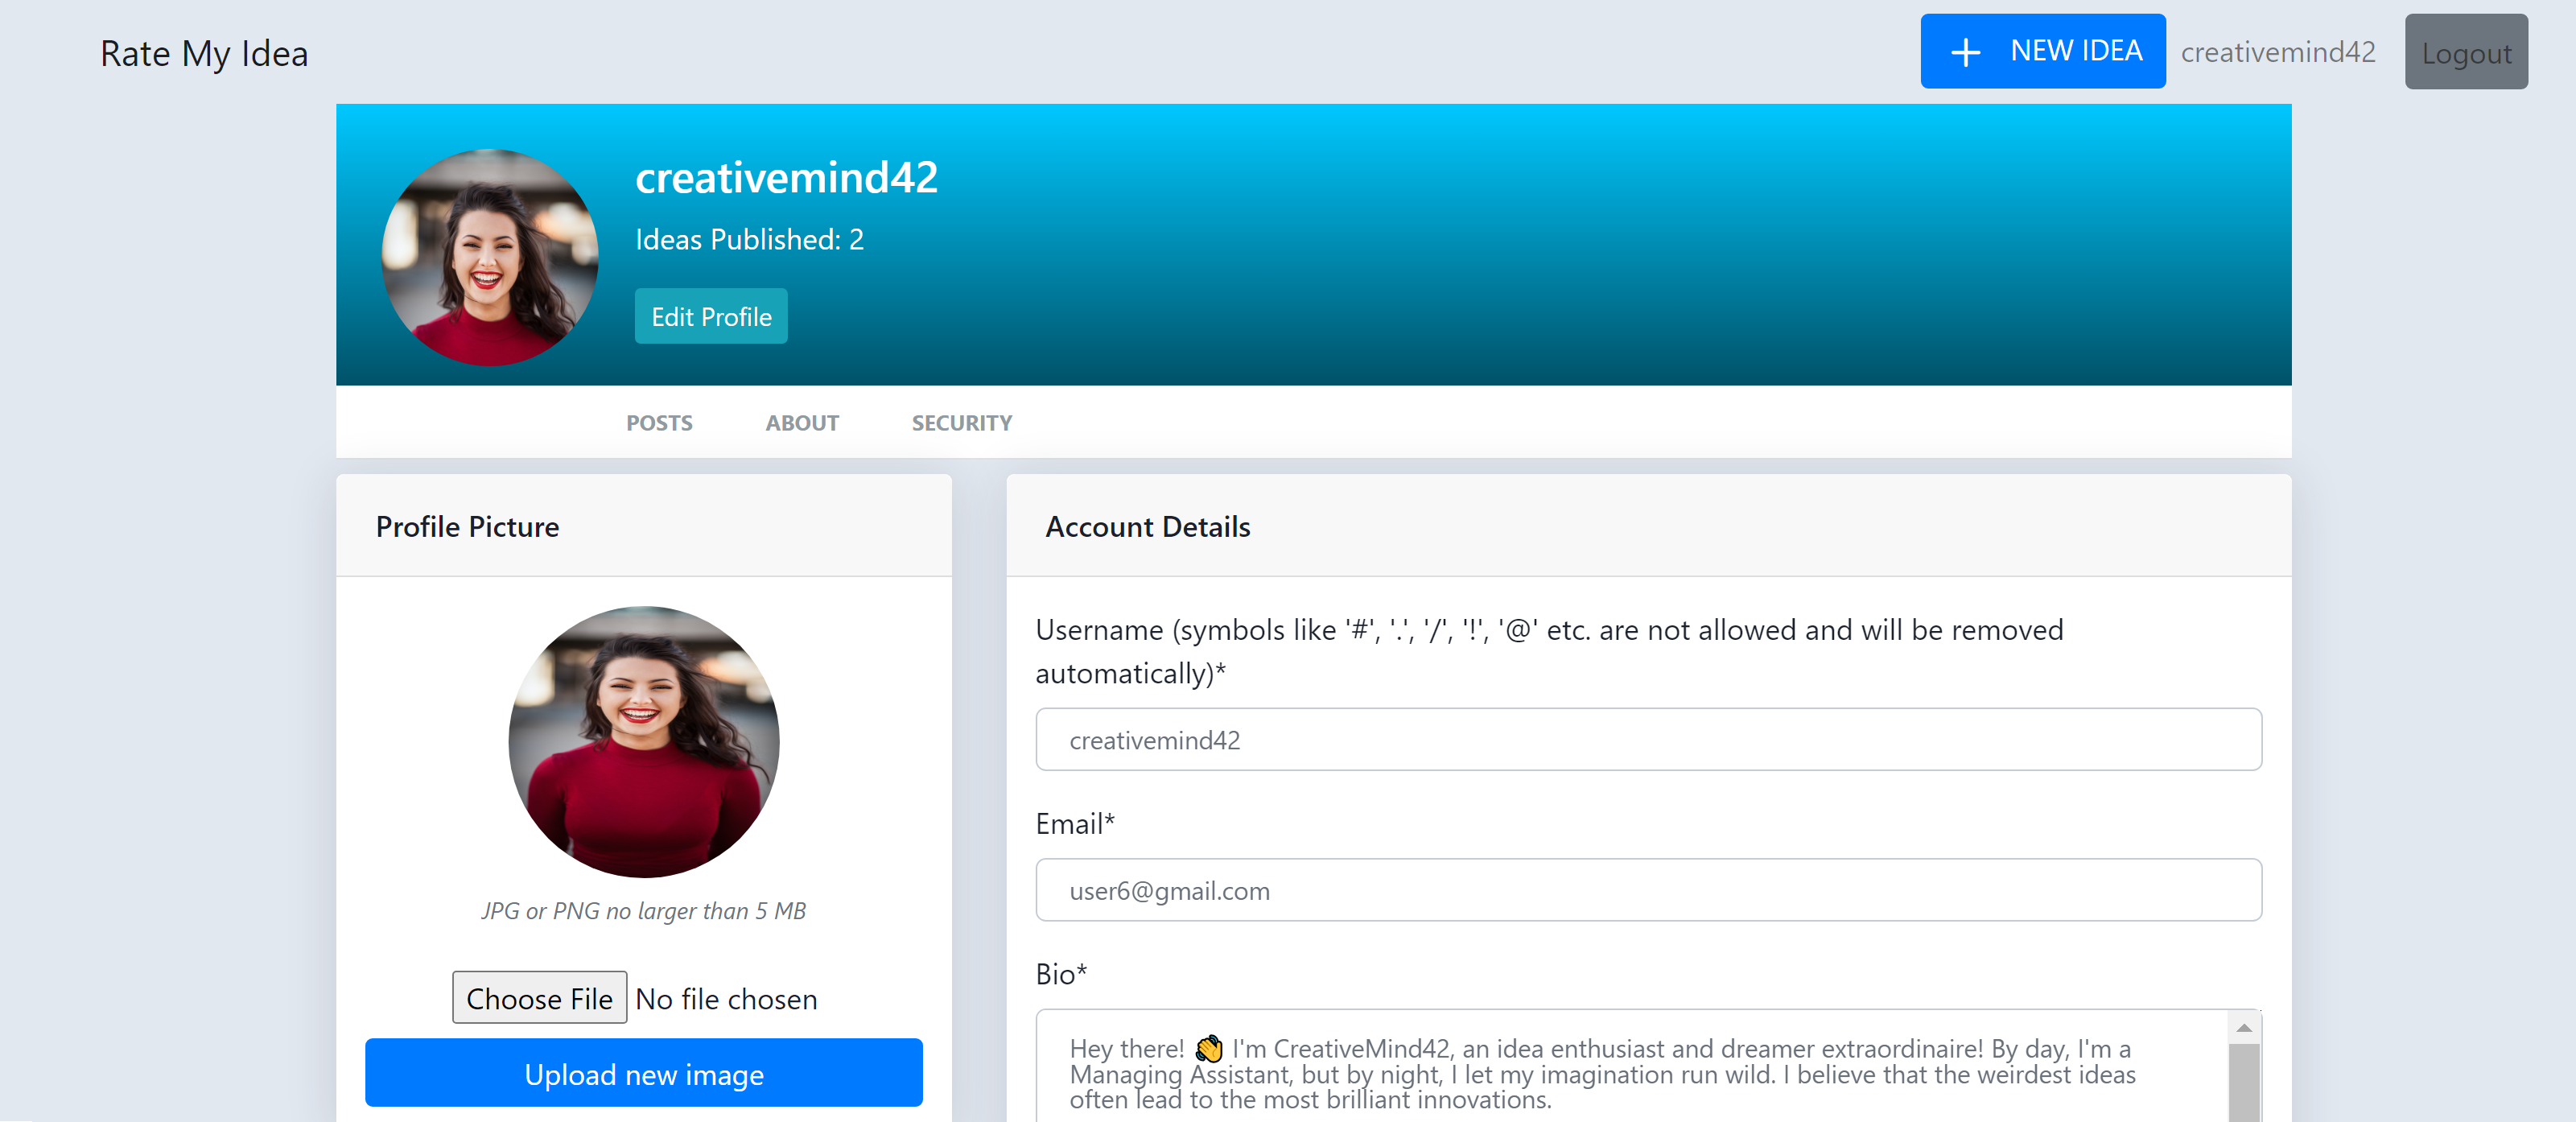 Rate My Idea
NEW IDEA
creativemind42
Logout
creativemind42
Ideas Published: 2
Edit Profile
POSTS
ABOUT
SECURITY
Profile Picture
JPG or PNG no larger than 5 MB
Choose File No file chosen
Upload new image
Account Details
Username (symbols like '#', '.', '/', '!', '@' etc. are not allowed and will be removed
automatically)*
creativemind42
Email*
user6@gmail.com
Bio*
Hey there! 👏 I'm CreativeMind42, an idea enthusiast and dreamer extraordinaire! By day, I'm a
Managing Assistant, but by night, I let my imagination run wild. I believe that the weirdest ideas
often lead to the most brilliant innovations.